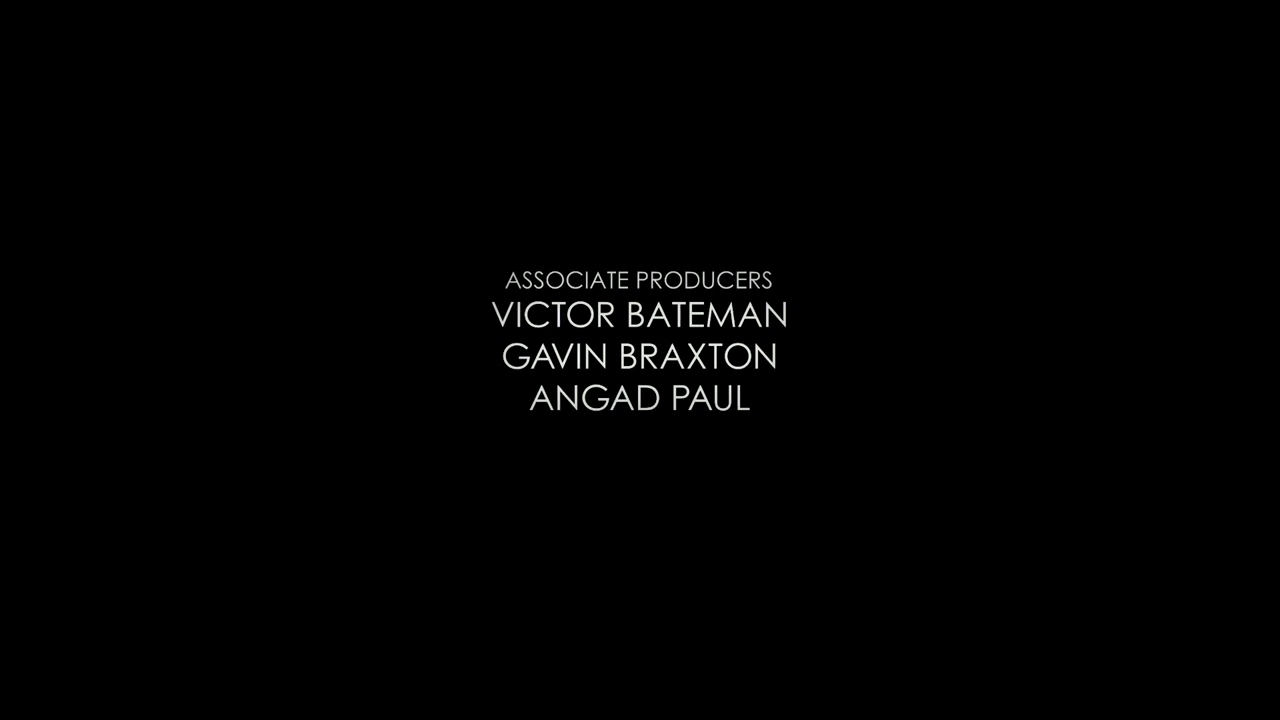 ASSOCIATE PRODUCERS
VICTOR BATEMAN
GAVIN BRAXTON
ANGAD PAUL